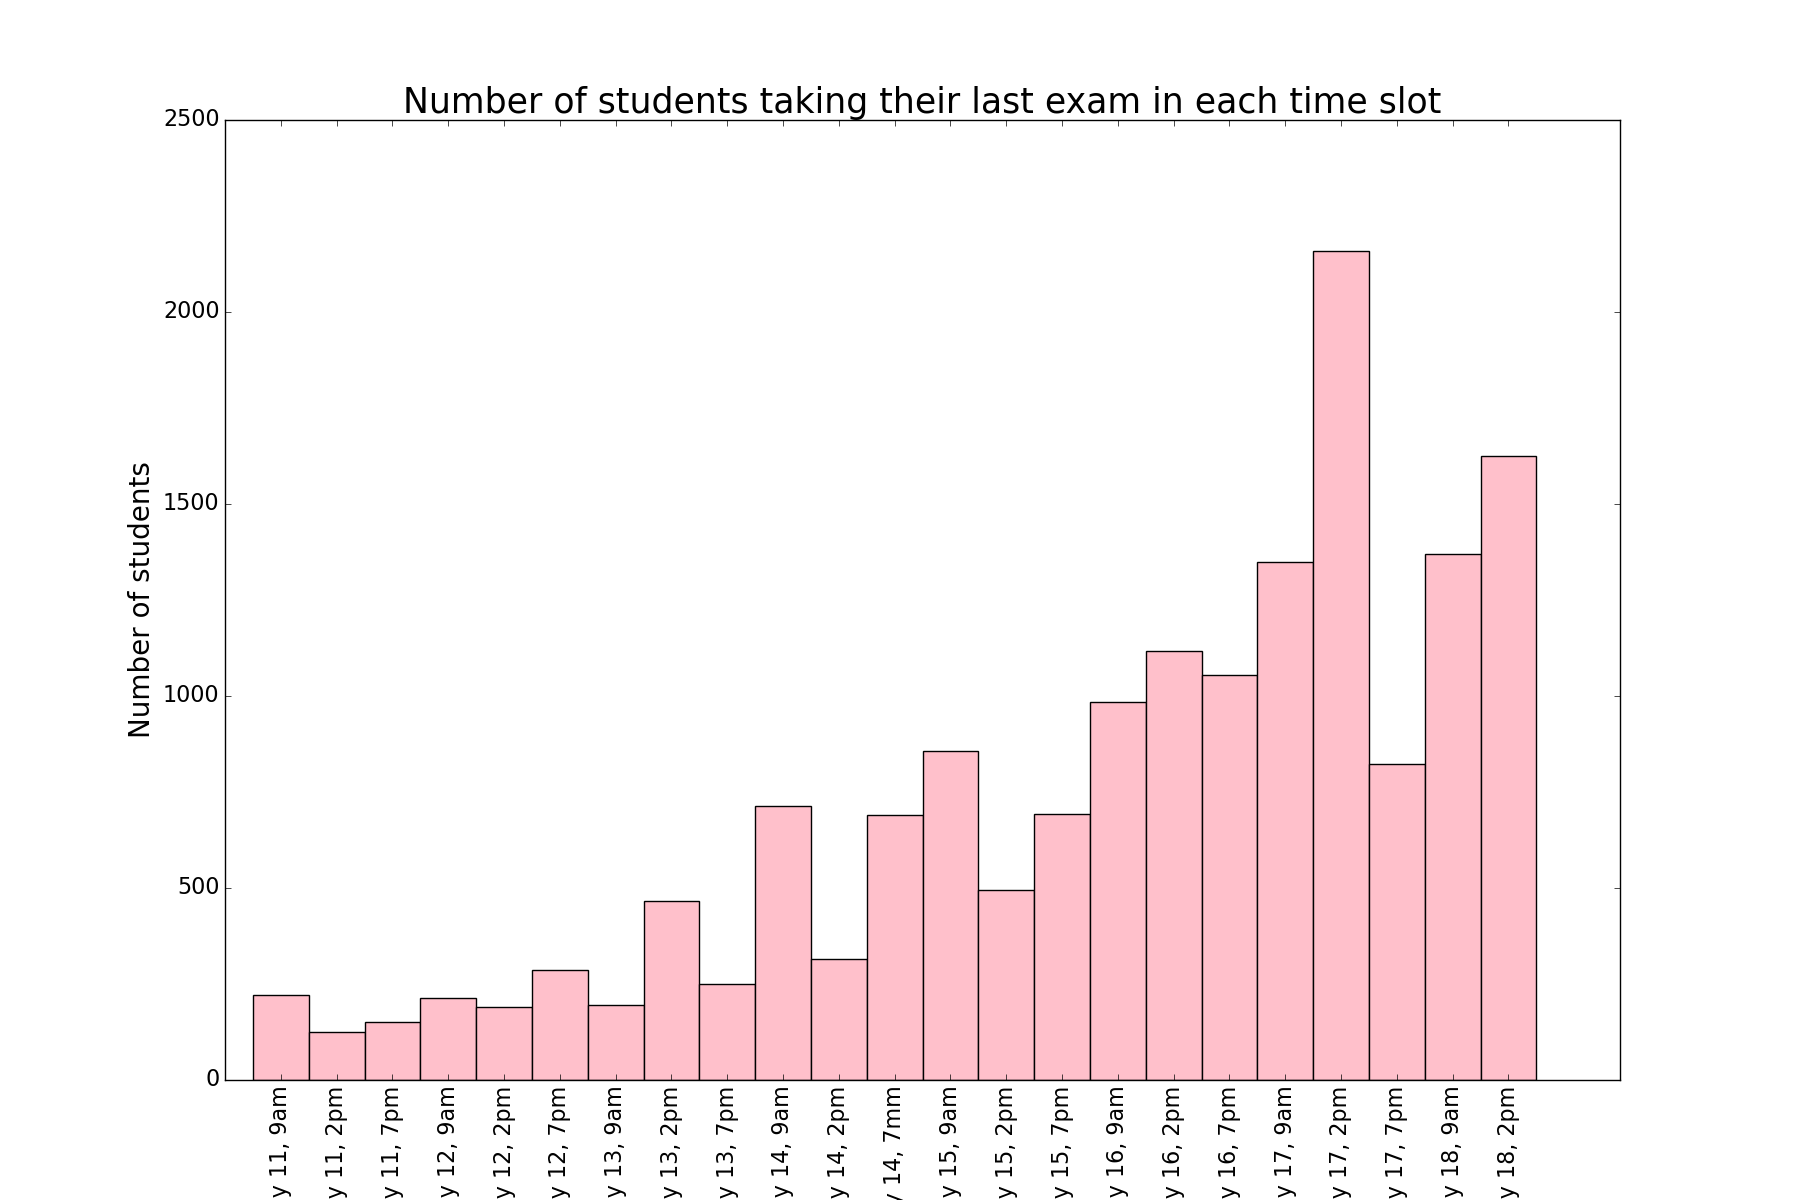 Number of students taking their last exam in each time slot
Number of students
2500
2000
1500
1000
500
0
y 11, 9am
y 11, 2pm
y 11, 7pm
y 12, 9am
y 12, 2pm
y 12, 7pm
y 13, 9am
y 13, 2pm
y 13, 7pm
y 14, 9am
y 14, 2pm
y 14, 7mm
y 15, 9am
y 15, 2pm
y 15, 7pm
y 16, 9am
y 16, 2pm
y 16, 7pm
y 17, 9am
y 17, 2pm
y 17, 7pm
y 18, 9am
y 18, 2pm